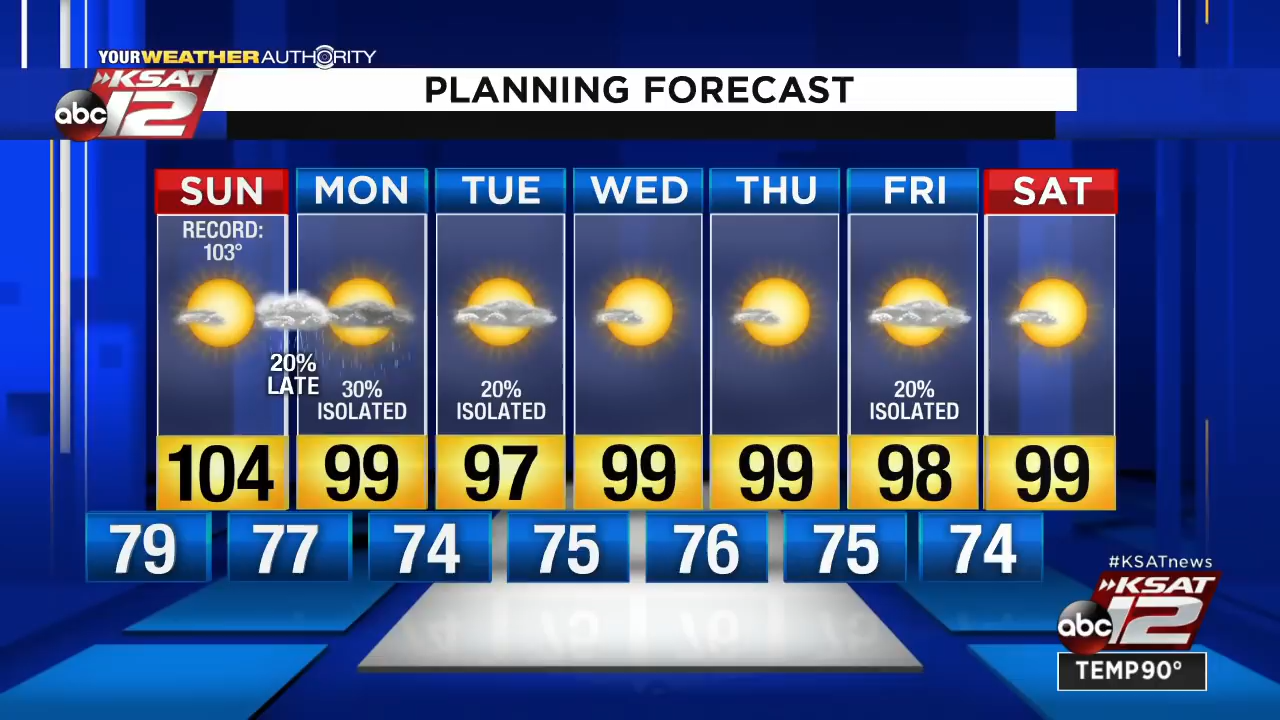 YOURWEATHERAUTHORITY
KSAT
abc 12
PLANNING FORECAST
SUN MON TUE WED THU FRI SAT
RECORD:
103°
20%
LATE
30%
ISOLATED
20%
ISOLATED
20%
ISOLATED
104 99 97 99 99 98 99
79 77 74 75 76 75 74
#KSATnews
KSAT
abc 12
TEMP90°